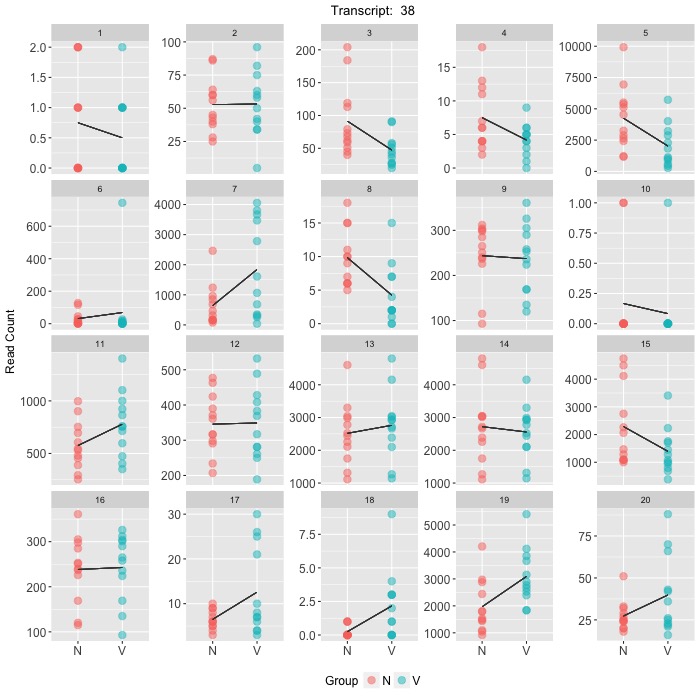 Transcript: 38
1 2 3 4 5
2.0 1.5 1.0 0.5 0.0
100 75 50 25
200 150 100 50
15 10 5 0
10000 7500 5000 2500 0
6 7 8 9 10
600 400 200 0
4000 3000 2000 1000 0
15 10 5 0
300 200 100
1.00 0.75 0.50 0.25 0.00
Read Count
11 12 13 14 15
1000 500
500 400 300 200
4000 3000 2000 1000
4000 3000 2000 1000
4000 3000 2000 1000
16 17 18 19 20
300 200 100
30 20 10
7.5 5.0 2.5 0.0
5000 4000 3000 2000 1000
75 50 25
N V N V N V N V N V
Group N V